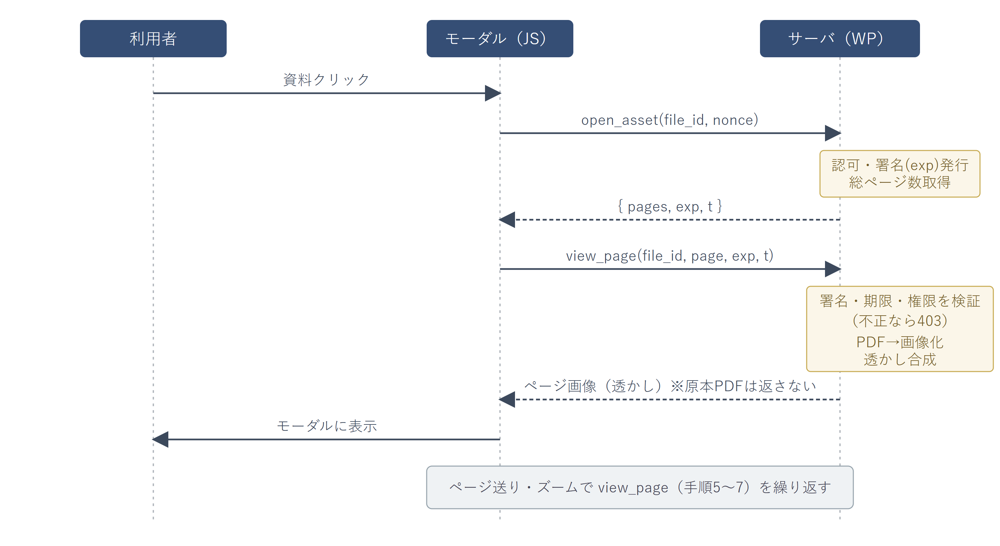 利用者
モーダル（JS）
サーバ（WP）
資料クリック
open_asset(file_id, nonce)
認可・署名(exp)発行
総ページ数取得
{ pages, exp, t }
view_page(file_id, page, exp, t)
署名・期限・権限を検証
（不正なら403）
PDF→画像化
透かし合成
ページ画像（透かし）※原本PDFは返さない
モーダルに表示
ページ送り・ズームで view_page（手順5〜7）を繰り返す